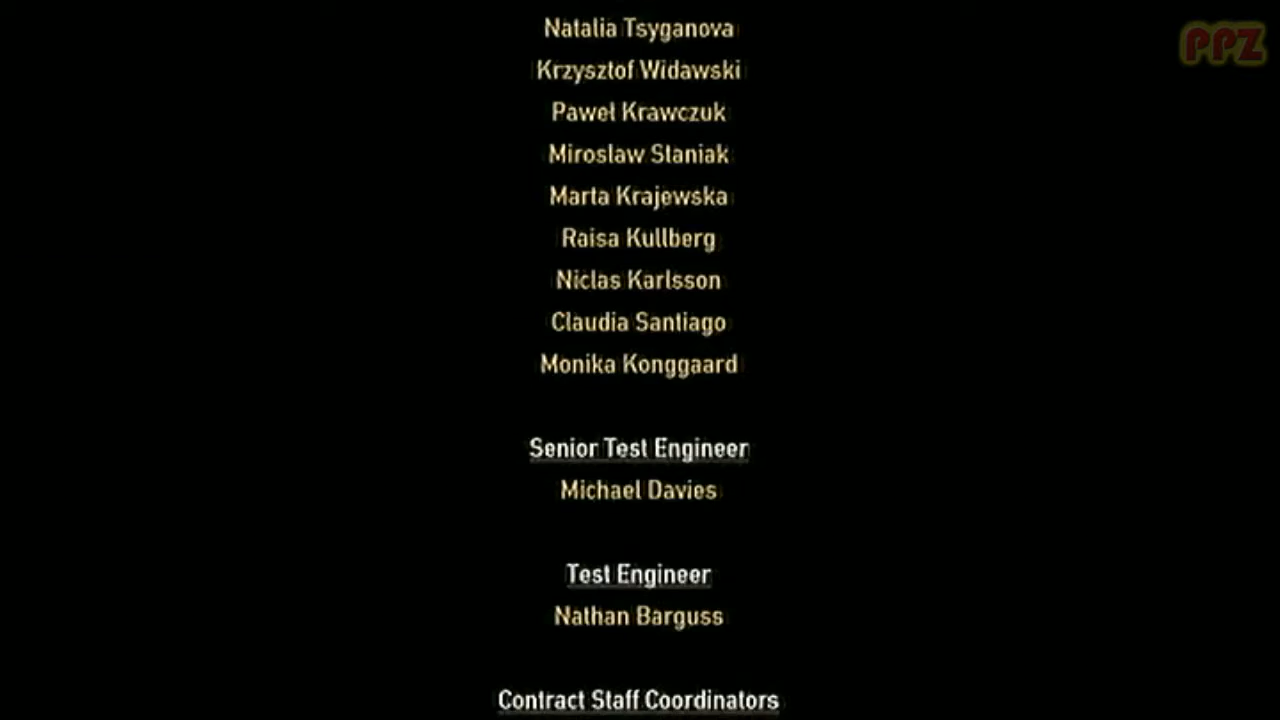 Natalia Tsyganova
PPZ
Krzysztof Widawski
Paweł Krawczuk
Miroslaw Staniak
Marta Krajewska
Raisa Kullberg
Niclas Karlsson
Claudia Santiago
Monika Konggaard
Senior Test Engineer
Michael Davies
Test Engineer
Nathan Barguss
Contract Staff Coordinators